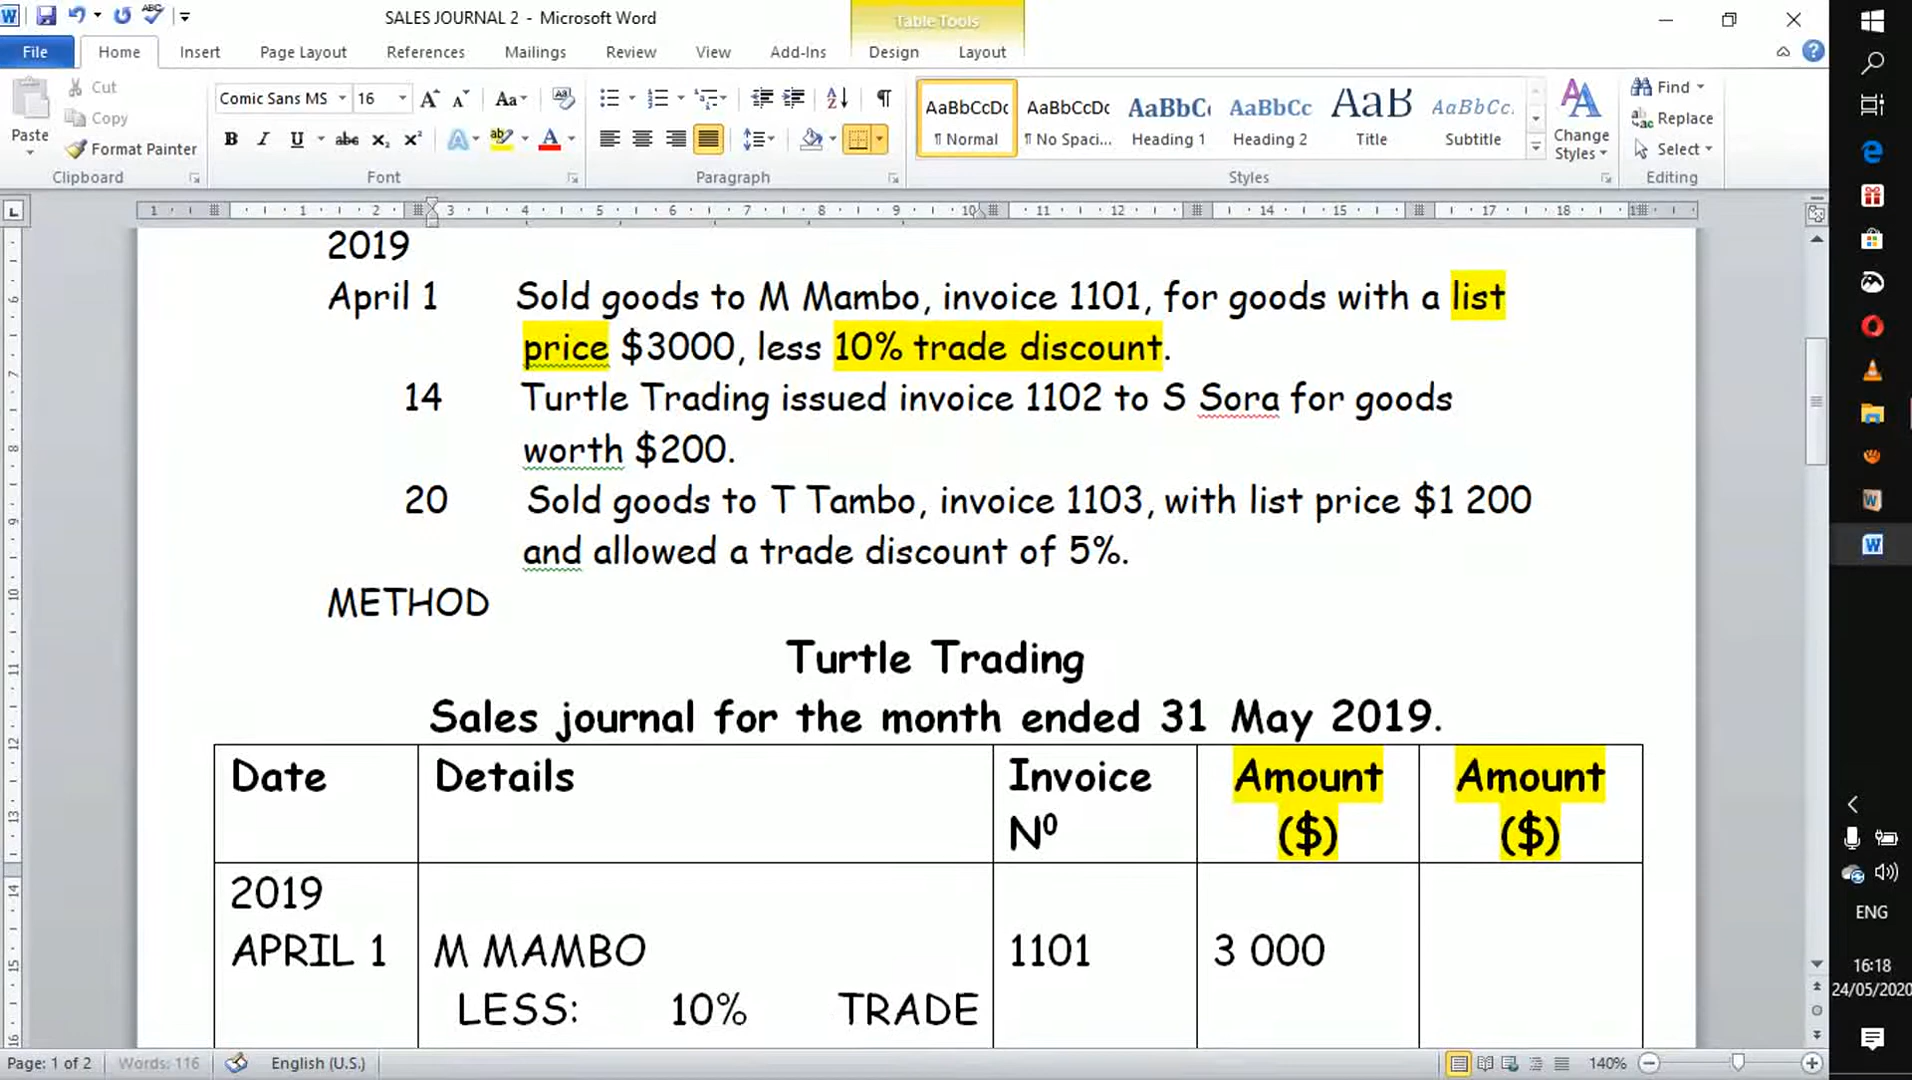 SALES JOURNAL 2 - Microsoft Word
Table Tools
File Home Insert Page Layout References Mailings Review View Add-Ins Design Layout
Paste
Cut
Copy
Format Painter
Clipboard
Comic Sans MS 16
Font
Paragraph
AaBbCcDc AaBbCcDc AaBbC AaBbCc AaB AaBbCc.
¶ Normal ¶ No Spaci... Heading 1 Heading 2 Title Subtitle
Change
Styles
Styles
Find
Replace
Select
Editing
2019
April 1 Sold goods to M Mambo, invoice 1101, for goods with a list
price $3000, less 10% trade discount.
14 Turtle Trading issued invoice 1102 to S Sora for goods
worth $200.
20 Sold goods to T Tambo, invoice 1103, with list price $1 200
and allowed a trade discount of 5%.
METHOD
Turtle Trading
Sales journal for the month ended 31 May 2019.
Date Details Invoice Amount Amount
N⁰ ($) ($)
2019
APRIL 1 M MAMBO 1101 3 000
LESS: 10% TRADE
Page: 1 of 2 Words: 116 English (U.S.) 140%
ENG
16:18
24/05/2020